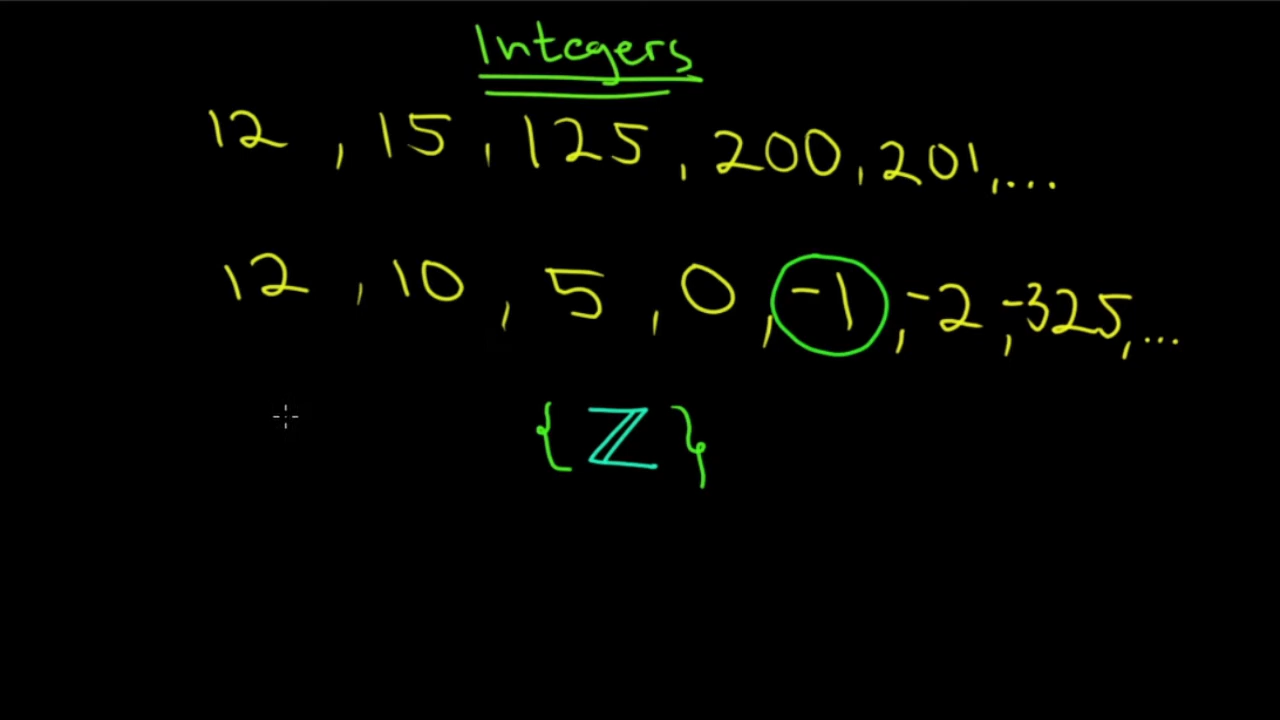 Integers
12, 15, 125, 200, 201, ...
12, 10, 5, 0, -1, -2, -325, ...
{ℤ}